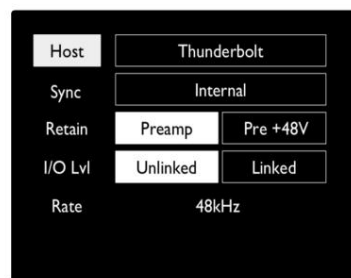 Host Thunderbolt
Sync Internal
Retain Preamp Pre +48V
I/O Lvl Unlinked Linked
Rate 48kHz